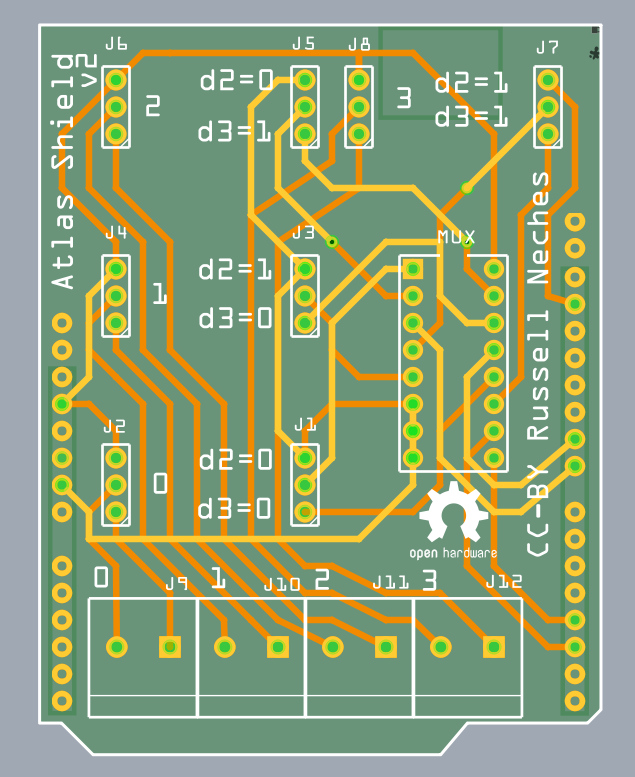 J6
J5
J8
J7
Atlas Shield
v2
2
d2=0
d3=1
3
d2=1
d3=1
J4
J3
MUX
1
d2=1
d3=0
CC-BY Russell Neches
J2
J1
0
d2=0
d3=0
open hardware
0
J9
1
J10
2
J11
3
J12